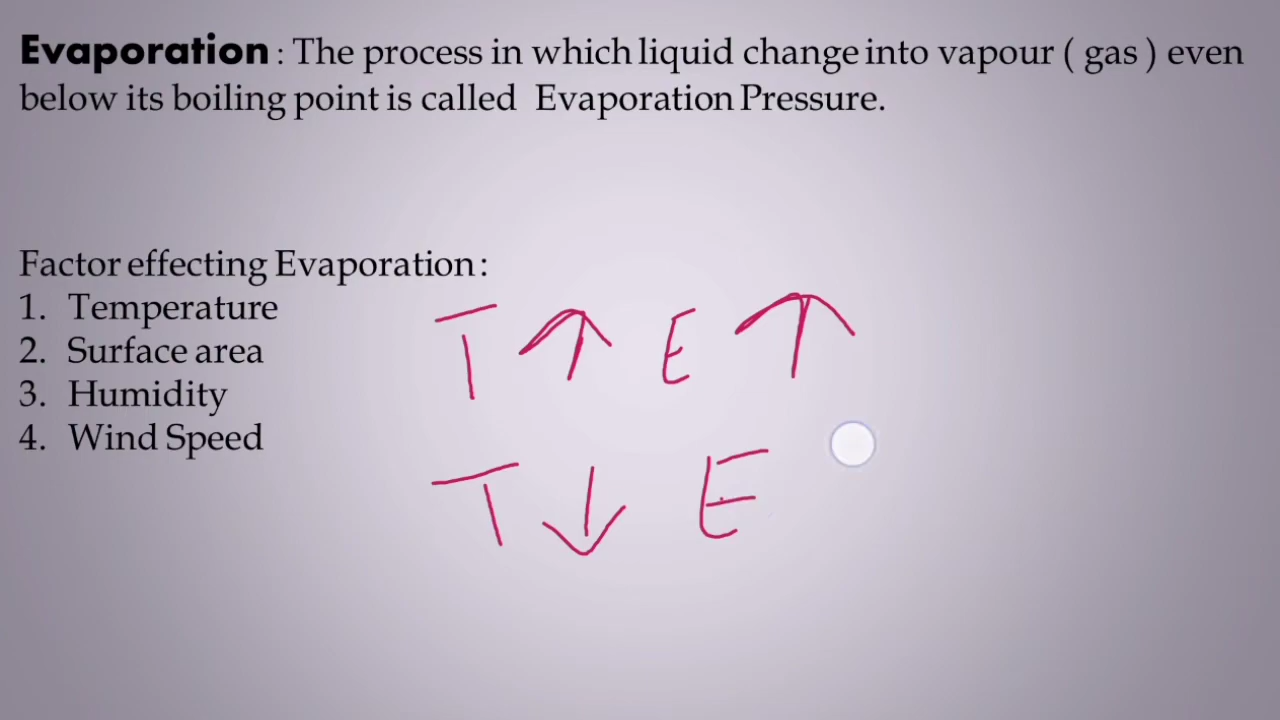 Evaporation : The process in which liquid change into vapour ( gas ) even
below its boiling point is called Evaporation Pressure.
Factor effecting Evaporation :
1. Temperature
2. Surface area
3. Humidity
4. Wind Speed
T ↑ E ↑
T ↓ E